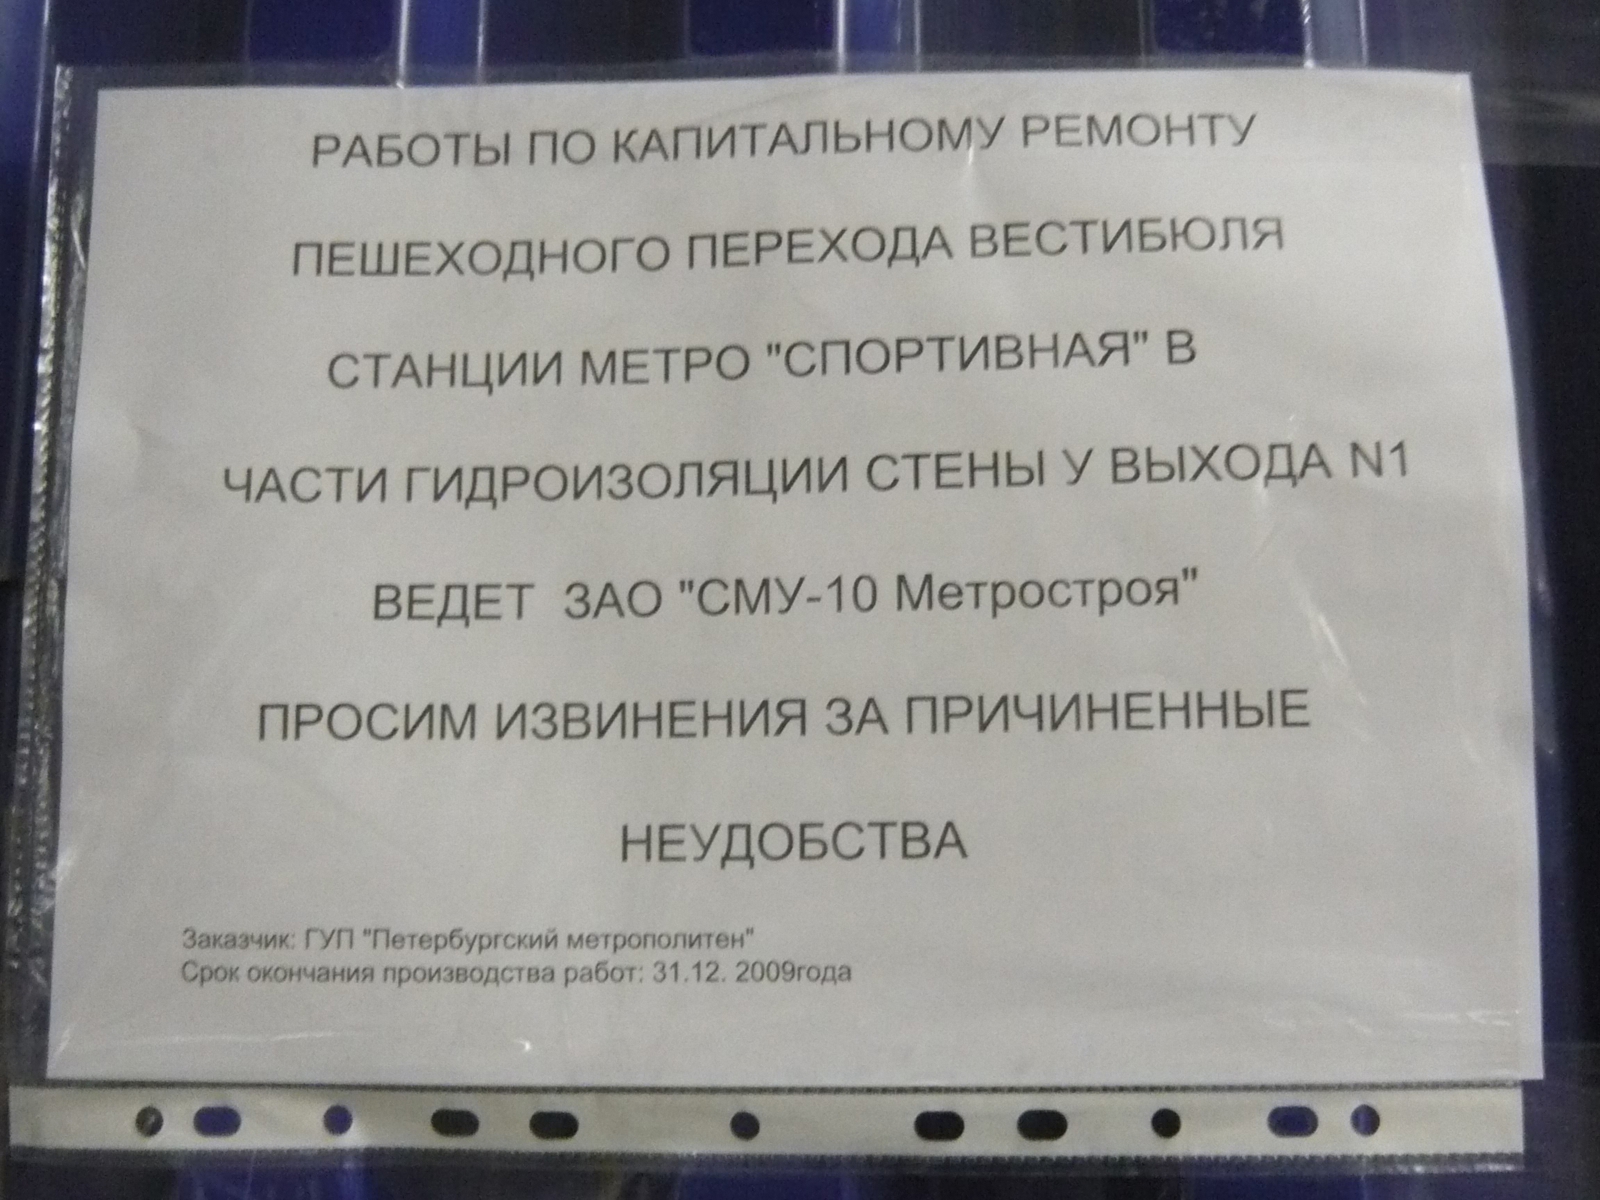 РАБОТЫ ПО КАПИТАЛЬНОМУ РЕМОНТУ
ПЕШЕХОДНОГО ПЕРЕХОДА ВЕСТИБЮЛЯ
СТАНЦИИ МЕТРО "СПОРТИВНАЯ" В
ЧАСТИ ГИДРОИЗОЛЯЦИИ СТЕНЫ У ВЫХОДА N1
ВЕДЕТ ЗАО "СМУ-10 Метростроя"
ПРОСИМ ИЗВИНЕНИЯ ЗА ПРИЧИНЕННЫЕ
НЕУДОБСТВА
Заказчик: ГУП "Петербургский метрополитен"
Срок окончания производства работ: 31.12. 2009года